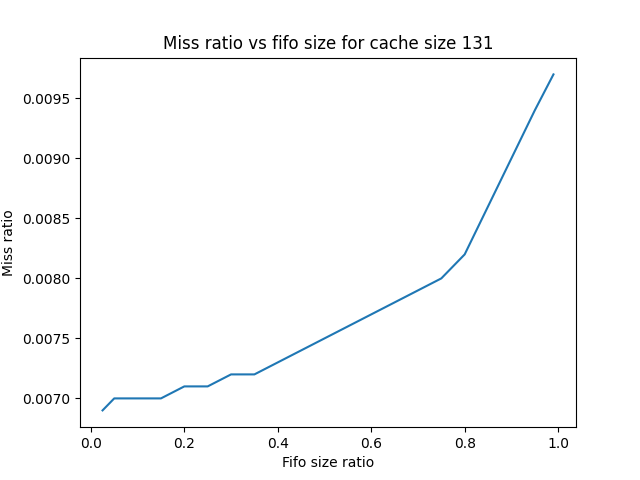 Miss ratio vs fifo size for cache size 131
0.0095
0.0090
0.0085
0.0080
0.0075
0.0070
Miss ratio
0.0 0.2 0.4 0.6 0.8 1.0
Fifo size ratio